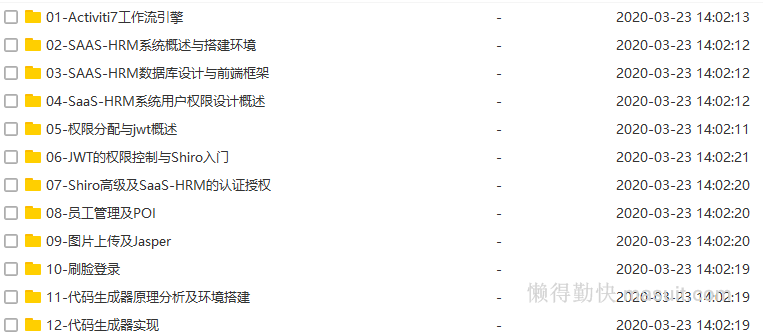 01-Activiti7工作流引擎 - 2020-03-23 14:02:13
02-SAAS-HRM系统概述与搭建环境 - 2020-03-23 14:02:12
03-SAAS-HRM数据库设计与前端框架 - 2020-03-23 14:02:12
04-SaaS-HRM系统用户权限设计概述 - 2020-03-23 14:02:12
05-权限分配与jwt概述 - 2020-03-23 14:02:11
06-JWT的权限控制与Shiro入门 - 2020-03-23 14:02:21
07-Shiro高级及SaaS-HRM的认证授权 - 2020-03-23 14:02:20
08-员工管理及POI - 2020-03-23 14:02:20
09-图片上传及Jasper - 2020-03-23 14:02:20
10-刷脸登录 - 2020-03-23 14:02:19
11-代码生成器原理分析及环境搭建 - 2020-03-23 14:02:19
懒得勤快 masuit.com
12-代码生成器实现 - 2020-03-23 14:02:19